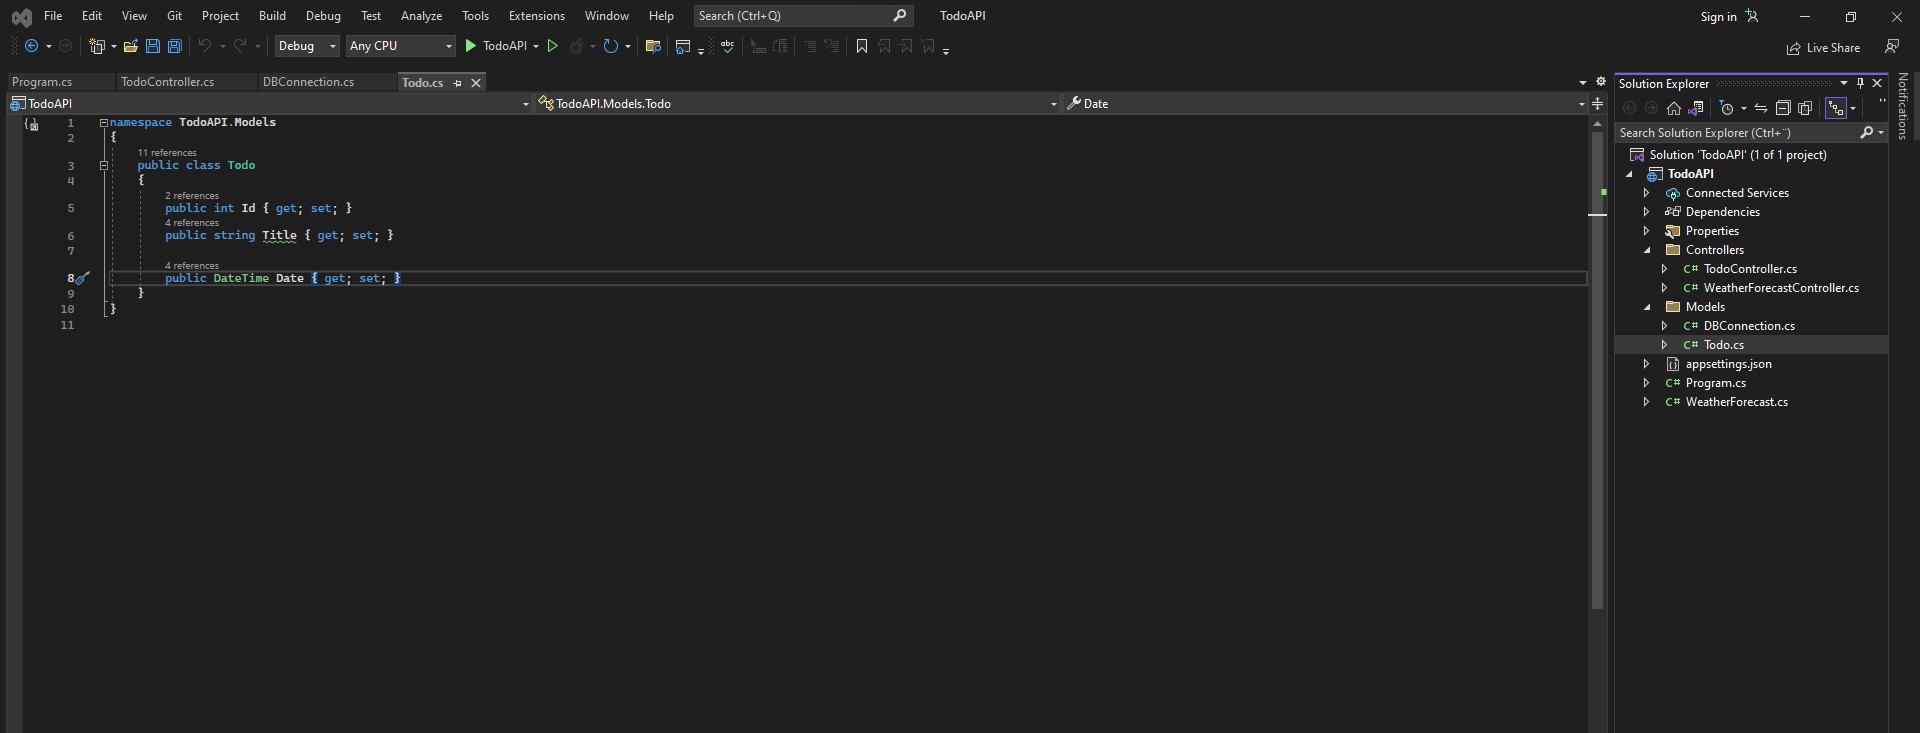 File Edit View Git Project Build Debug Test Analyze Tools Extensions Window Help Search (Ctrl+Q) TodoAPI Sign in
Debug Any CPU TodoAPI abc Live Share
Program.cs TodoController.cs DBConnection.cs Todo.cs
TodoAPI TodoAPI.Models.Todo Date
1 namespace TodoAPI.Models
2 {
11 references
3 public class Todo
4 {
2 references
5 public int Id { get; set; }
4 references
6 public string Title { get; set; }
7
4 references
8 public DateTime Date { get; set; }
9 }
10 }
11
Solution Explorer
Search Solution Explorer (Ctrl+¨)
Solution 'TodoAPI' (1 of 1 project)
TodoAPI
Connected Services
Dependencies
Properties
Controllers
C# TodoController.cs
C# WeatherForecastController.cs
Models
C# DBConnection.cs
C# Todo.cs
appsettings.json
C# Program.cs
C# WeatherForecast.cs
Notifications